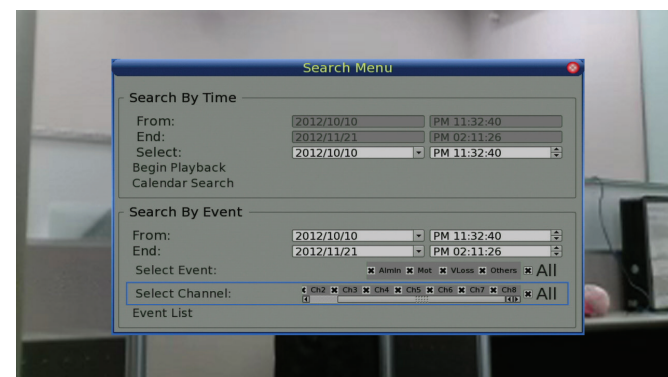 Search Menu
Search By Time
From: 2012/10/10 PM 11:32:40
End: 2012/11/21 PM 02:11:26
Select: 2012/10/10 PM 11:32:40
Begin Playback
Calendar Search
Search By Event
From: 2012/10/10 PM 11:32:40
End: 2012/11/21 PM 02:11:26
Select Event: Almin Mot VLoss Others All
Select Channel: Ch2 Ch3 Ch4 Ch5 Ch6 Ch7 Ch8 All
Event List